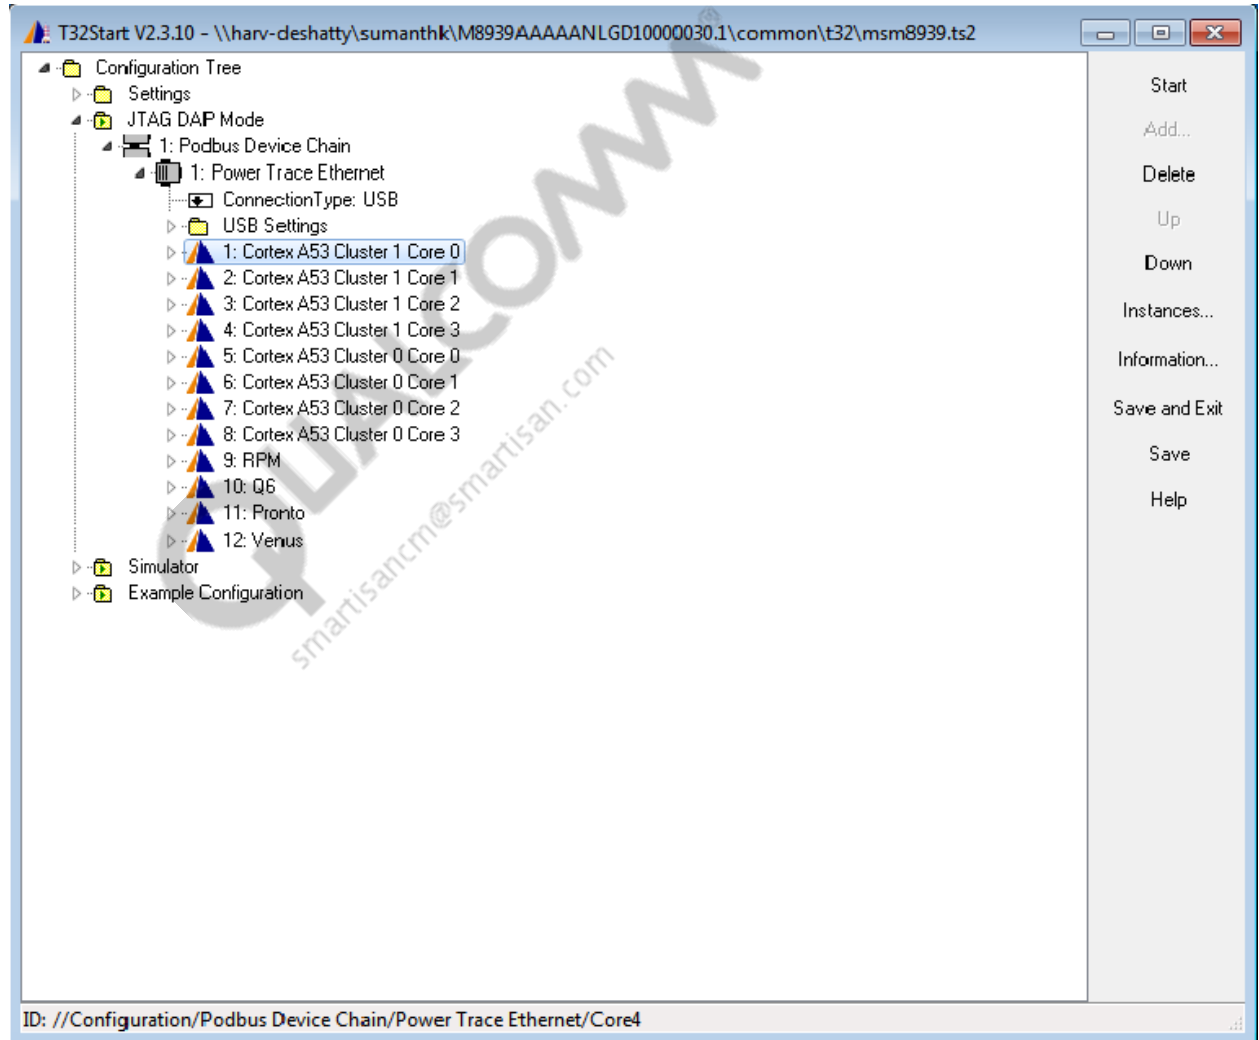 T32Start V2.3.10 - \\harv-deshatty\sumanthk\M8939AAAAANLGD10000030.1\common\t32\msm8939.ts2
Configuration Tree
Settings
JTAG DAP Mode
1: Podbus Device Chain
1: Power Trace Ethernet
ConnectionType: USB
USB Settings
1: Cortex A53 Cluster 1 Core 0
2: Cortex A53 Cluster 1 Core 1
3: Cortex A53 Cluster 1 Core 2
4: Cortex A53 Cluster 1 Core 3
5: Cortex A53 Cluster 0 Core 0
6: Cortex A53 Cluster 0 Core 1
7: Cortex A53 Cluster 0 Core 2
8: Cortex A53 Cluster 0 Core 3
9: RPM
10: Q6
11: Pronto
12: Venus
Simulator
Example Configuration
Start
Add...
Delete
Up
Down
Instances...
Information...
Save and Exit
Save
Help
QUALCOMM®
smartisancm@smartisan.com
ID: //Configuration/Podbus Device Chain/Power Trace Ethernet/Core4